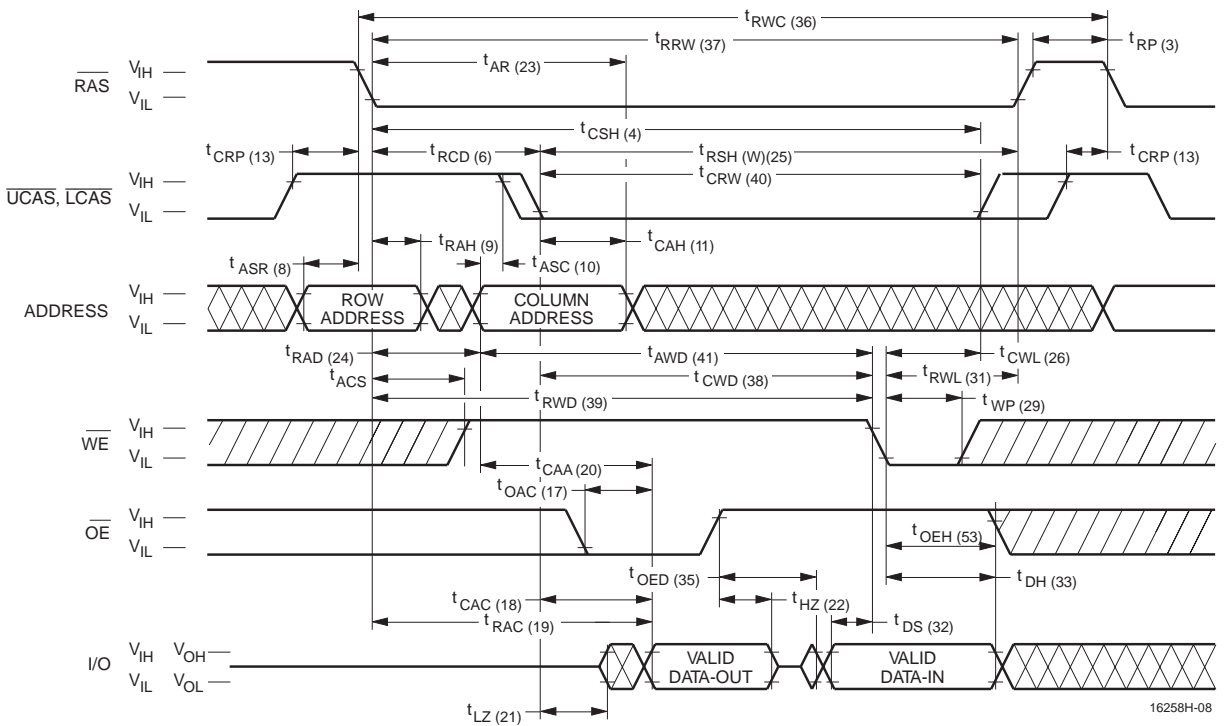 tRWC (36)
tRRW (37)
tRP (3)
tAR (23)
RAS VIH
VIL
tCSH (4)
tCRP (13) tRCD (6) tRSH (W)(25) tCRP (13)
UCAS, LCAS VIH
VIL
tCRW (40)
tRAH (9) tCAH (11)
tASR (8) tASC (10)
ADDRESS VIH
VIL
ROW
ADDRESS
COLUMN
ADDRESS
tRAD (24) tAWD (41) tCWL (26)
tACS tCWD (38) tRWL (31)
tRWD (39) tWP (29)
WE VIH
VIL
tCAA (20)
tOAC (17)
OE VIH
VIL
tOEH (53)
tOED (35) tDH (33)
tCAC (18) tHZ (22)
tRAC (19) tDS (32)
I/O VIH VOH
VIL VOL
VALID
DATA-OUT
VALID
DATA-IN
tLZ (21)
16258H-08